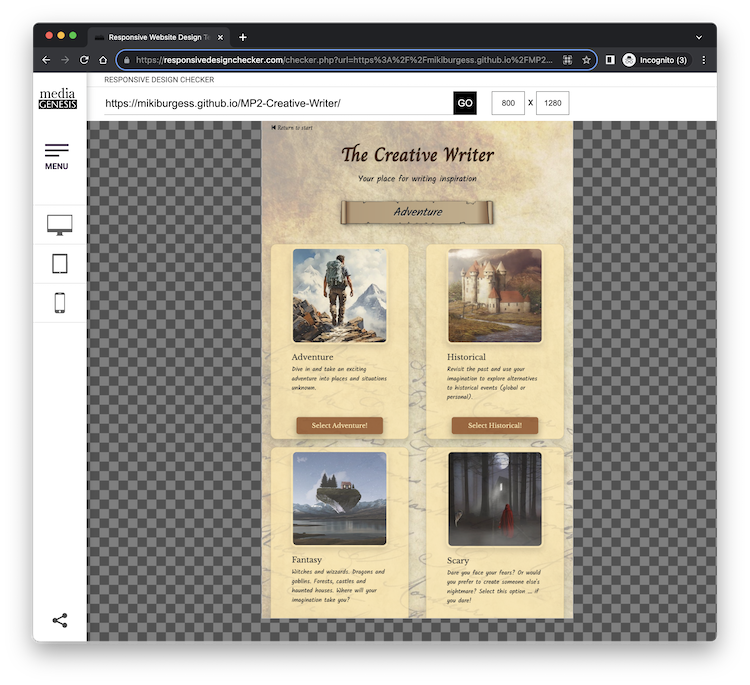 Responsive Website Design Te
https://responsivedesignchecker.com/checker.php?url=https%3A%2F%2Fmikiburgess.github.io%2FMP2...
Incognito (3)
RESPONSIVE DESIGN CHECKER
media
GENESIS
https://mikiburgess.github.io/MP2-Creative-Writer/
GO
800 X 1280
MENU
Return to start
The Creative Writer
Your place for writing inspiration
Adventure
Adventure
Dive in and take an exciting
adventure into places and situations
unknown.
Select Adventure!
Historical
Revisit the past and use your
imagination to explore alternatives
to historical events (global or
personal).
Select Historical!
Fantasy
Witches and wizzards. Dragons and
goblins. Forests, castles and
haunted houses. Where will your
imagination take you?
Scary
Dare you face your fears? Or would
you prefer to create someone else's
nightmare? Select this option ... if
you dare!